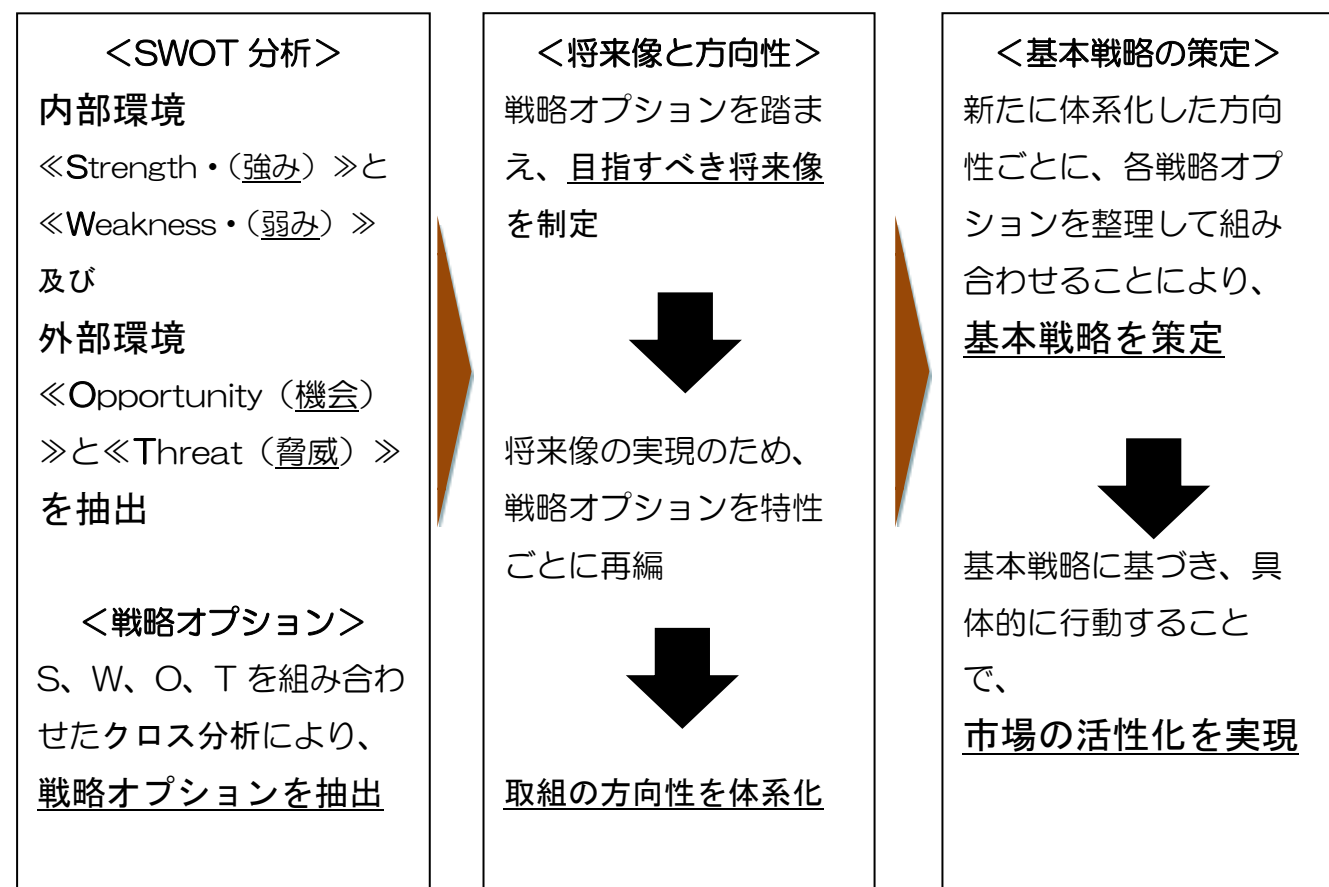 ＜SWOT 分析＞
内部環境
≪Strength・（強み）≫と
≪Weakness・（弱み）≫
及び
外部環境
≪Opportunity（機会）
≫と≪Threat（脅威）≫
を抽出
＜戦略オプション＞
S、W、O、T を組み合わ
せたクロス分析により、
戦略オプションを抽出
＜将来像と方向性＞
戦略オプションを踏ま
え、目指すべき将来像
を制定
将来像の実現のため、
戦略オプションを特性
ごとに再編
取組の方向性を体系化
＜基本戦略の策定＞
新たに体系化した方向
性ごとに、各戦略オプ
ションを整理して組み
合わせることにより、
基本戦略を策定
基本戦略に基づき、具
体的に行動すること
で、
市場の活性化を実現